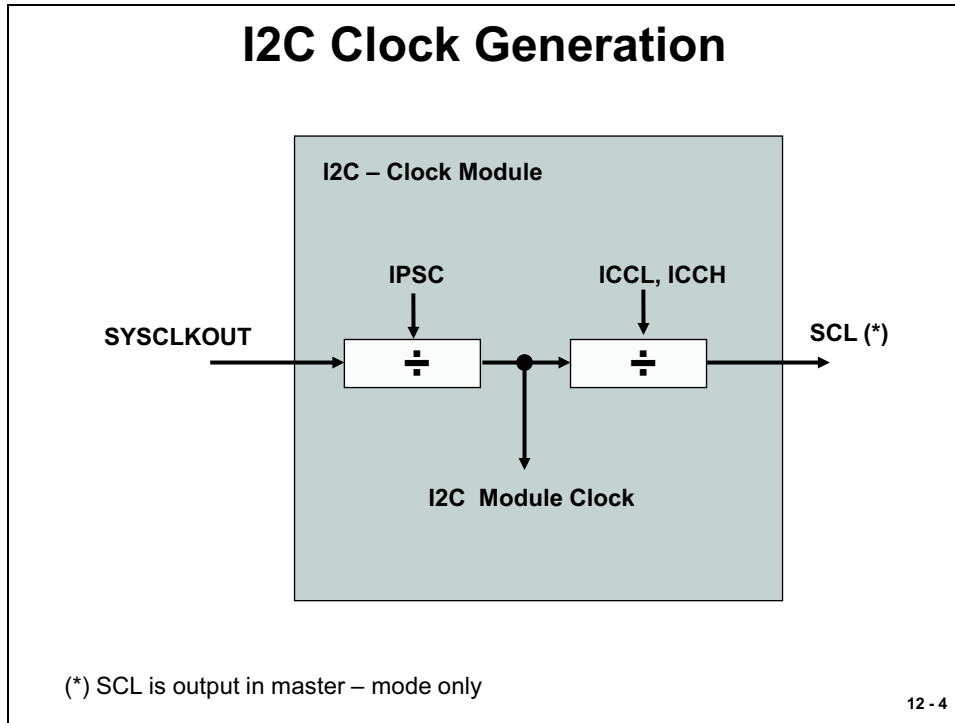 I2C Clock Generation
I2C – Clock Module
IPSC
ICCL, ICCH
SYSCLKOUT
SCL (*)
÷
÷
I2C Module Clock
(*) SCL is output in master – mode only
12 - 4